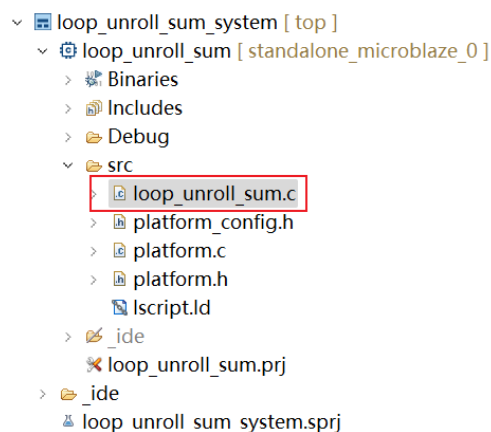 loop_unroll_sum_system [ top ]
loop_unroll_sum [ standalone_microblaze_0 ]
Binaries
Includes
Debug
src
loop_unroll_sum.c
platform_config.h
platform.c
platform.h
lscript.ld
_ide
loop_unroll_sum.prj
_ide
loop_unroll_sum_system.sprj